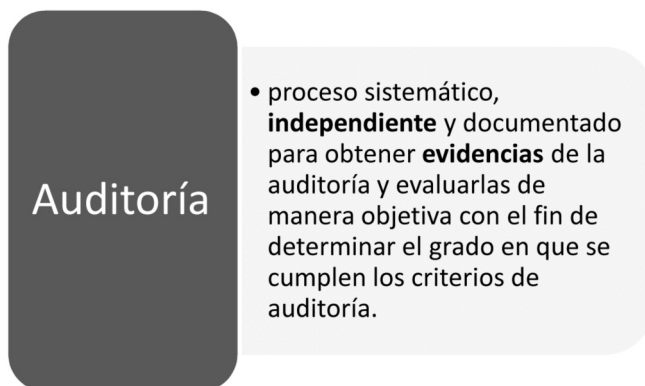 Auditoría
• proceso sistemático,
independiente y documentado
para obtener evidencias de la
auditoría y evaluarlas de
manera objetiva con el fin de
determinar el grado en que se
cumplen los criterios de
auditoría.